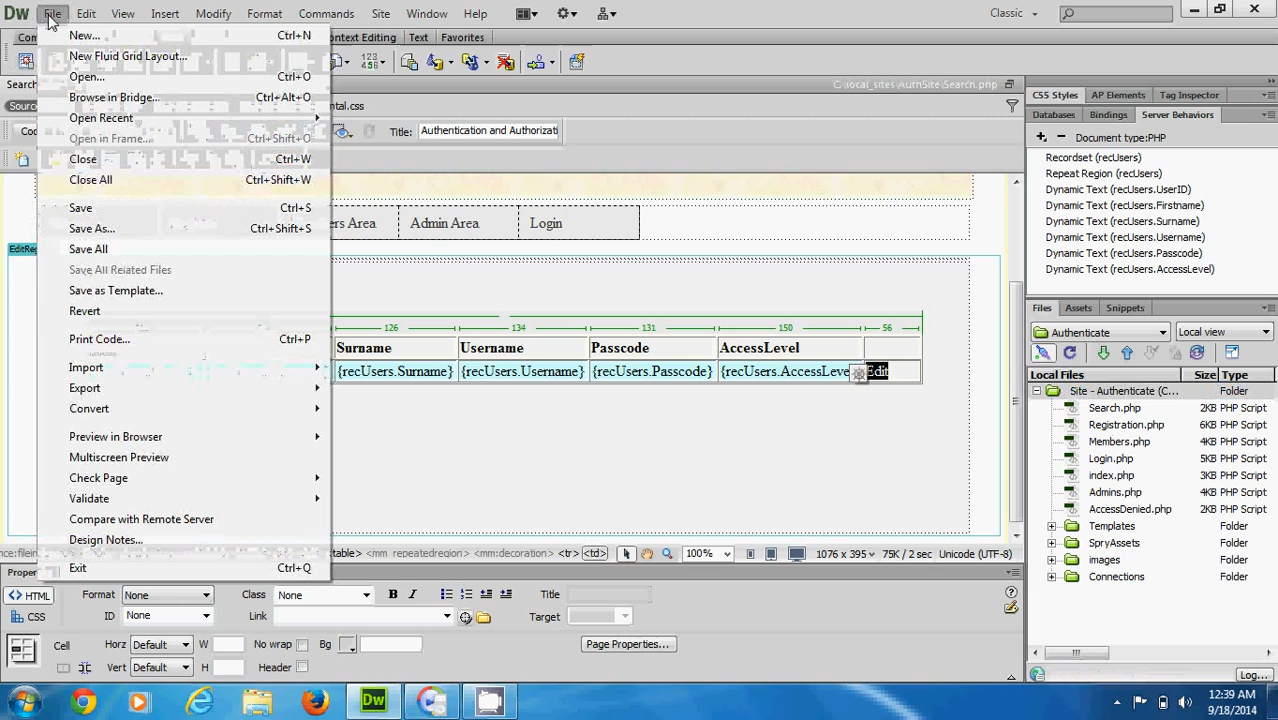 Dw File Edit View Insert Modify Format Commands Site Window Help Classic
New... Ctrl+N
New Fluid Grid Layout...
Open... Ctrl+O
Browse in Bridge... Ctrl+Alt+O
Open Recent
Open in Frame... Ctrl+Shift+O
Close Ctrl+W
Close All Ctrl+Shift+W
Save Ctrl+S
Save As... Ctrl+Shift+S
Save All
Save All Related Files
Save as Template...
Revert
Print Code... Ctrl+P
Import
Export
Convert
Preview in Browser
Multiscreen Preview
Check Page
Validate
Compare with Remote Server
Design Notes...
Exit Ctrl+Q
Context Editing Text Favorites
Search
C:\local_sites\AuthSite\Search.php
Title: Authentication and Authorizati
Users Area Admin Area Login
126 134 131 150 56
Surname Username Passcode AccessLevel
{recUsers.Surname} {recUsers.Username} {recUsers.Passcode} {recUsers.AccessLeve Edit
<mm:repeatedregion> <mm:decoration> <tr> <td>
100% 1076 x 395 75K / 2 sec Unicode (UTF-8)
HTML Format None Class None B I Title
CSS ID None Link Target
Cell Horz Default W No wrap Bg Page Properties...
Vert Default H Header
CSS Styles AP Elements Tag Inspector
Databases Bindings Server Behaviors
Document type:PHP
Recordset (recUsers)
Repeat Region (recUsers)
Dynamic Text (recUsers.UserID)
Dynamic Text (recUsers.Firstname)
Dynamic Text (recUsers.Surname)
Dynamic Text (recUsers.Username)
Dynamic Text (recUsers.Passcode)
Dynamic Text (recUsers.AccessLevel)
Files Assets Snippets
Authenticate Local view
Local Files Size Type
Site - Authenticate (C... Folder
Search.php 2KB PHP Script
Registration.php 6KB PHP Script
Members.php 2KB PHP Script
Login.php 2KB PHP Script
index.php 2KB PHP Script
Admins.php 2KB PHP Script
AccessDenied.php 2KB PHP Script
Templates Folder
SpryAssets Folder
images Folder
Connections Folder
Log...
12:39 AM
9/18/2014